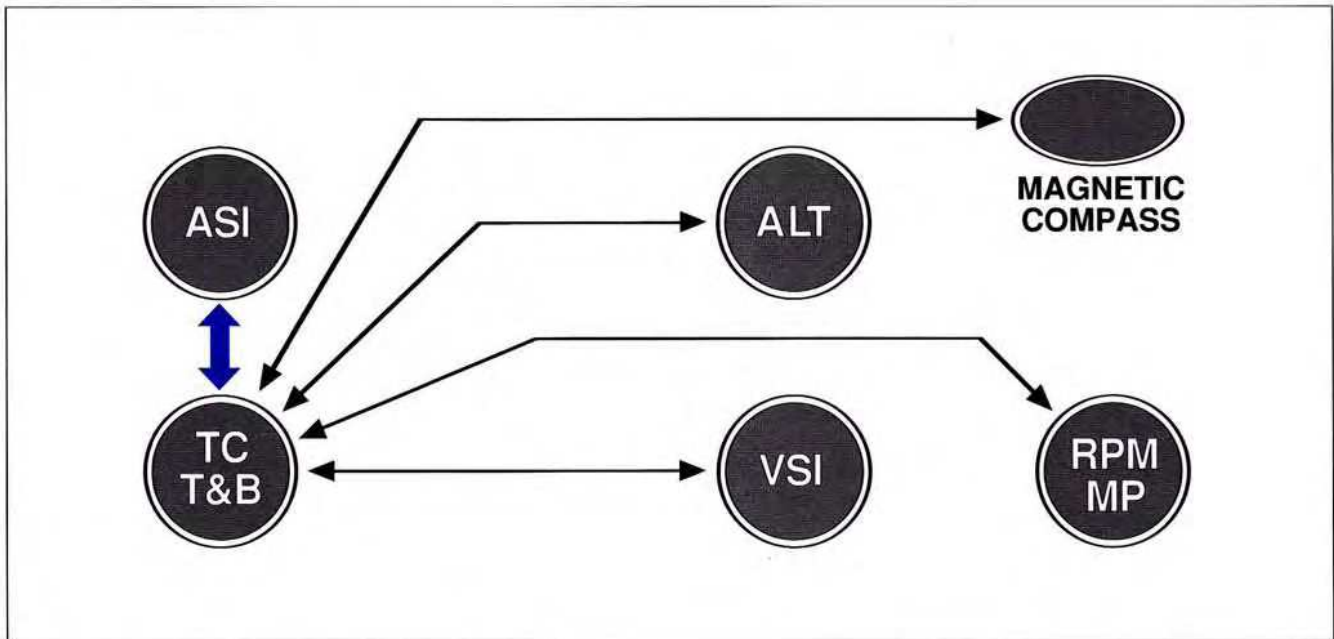 MAGNETIC
COMPASS
ASI
ALT
TC
T&B
VSI
RPM
MP